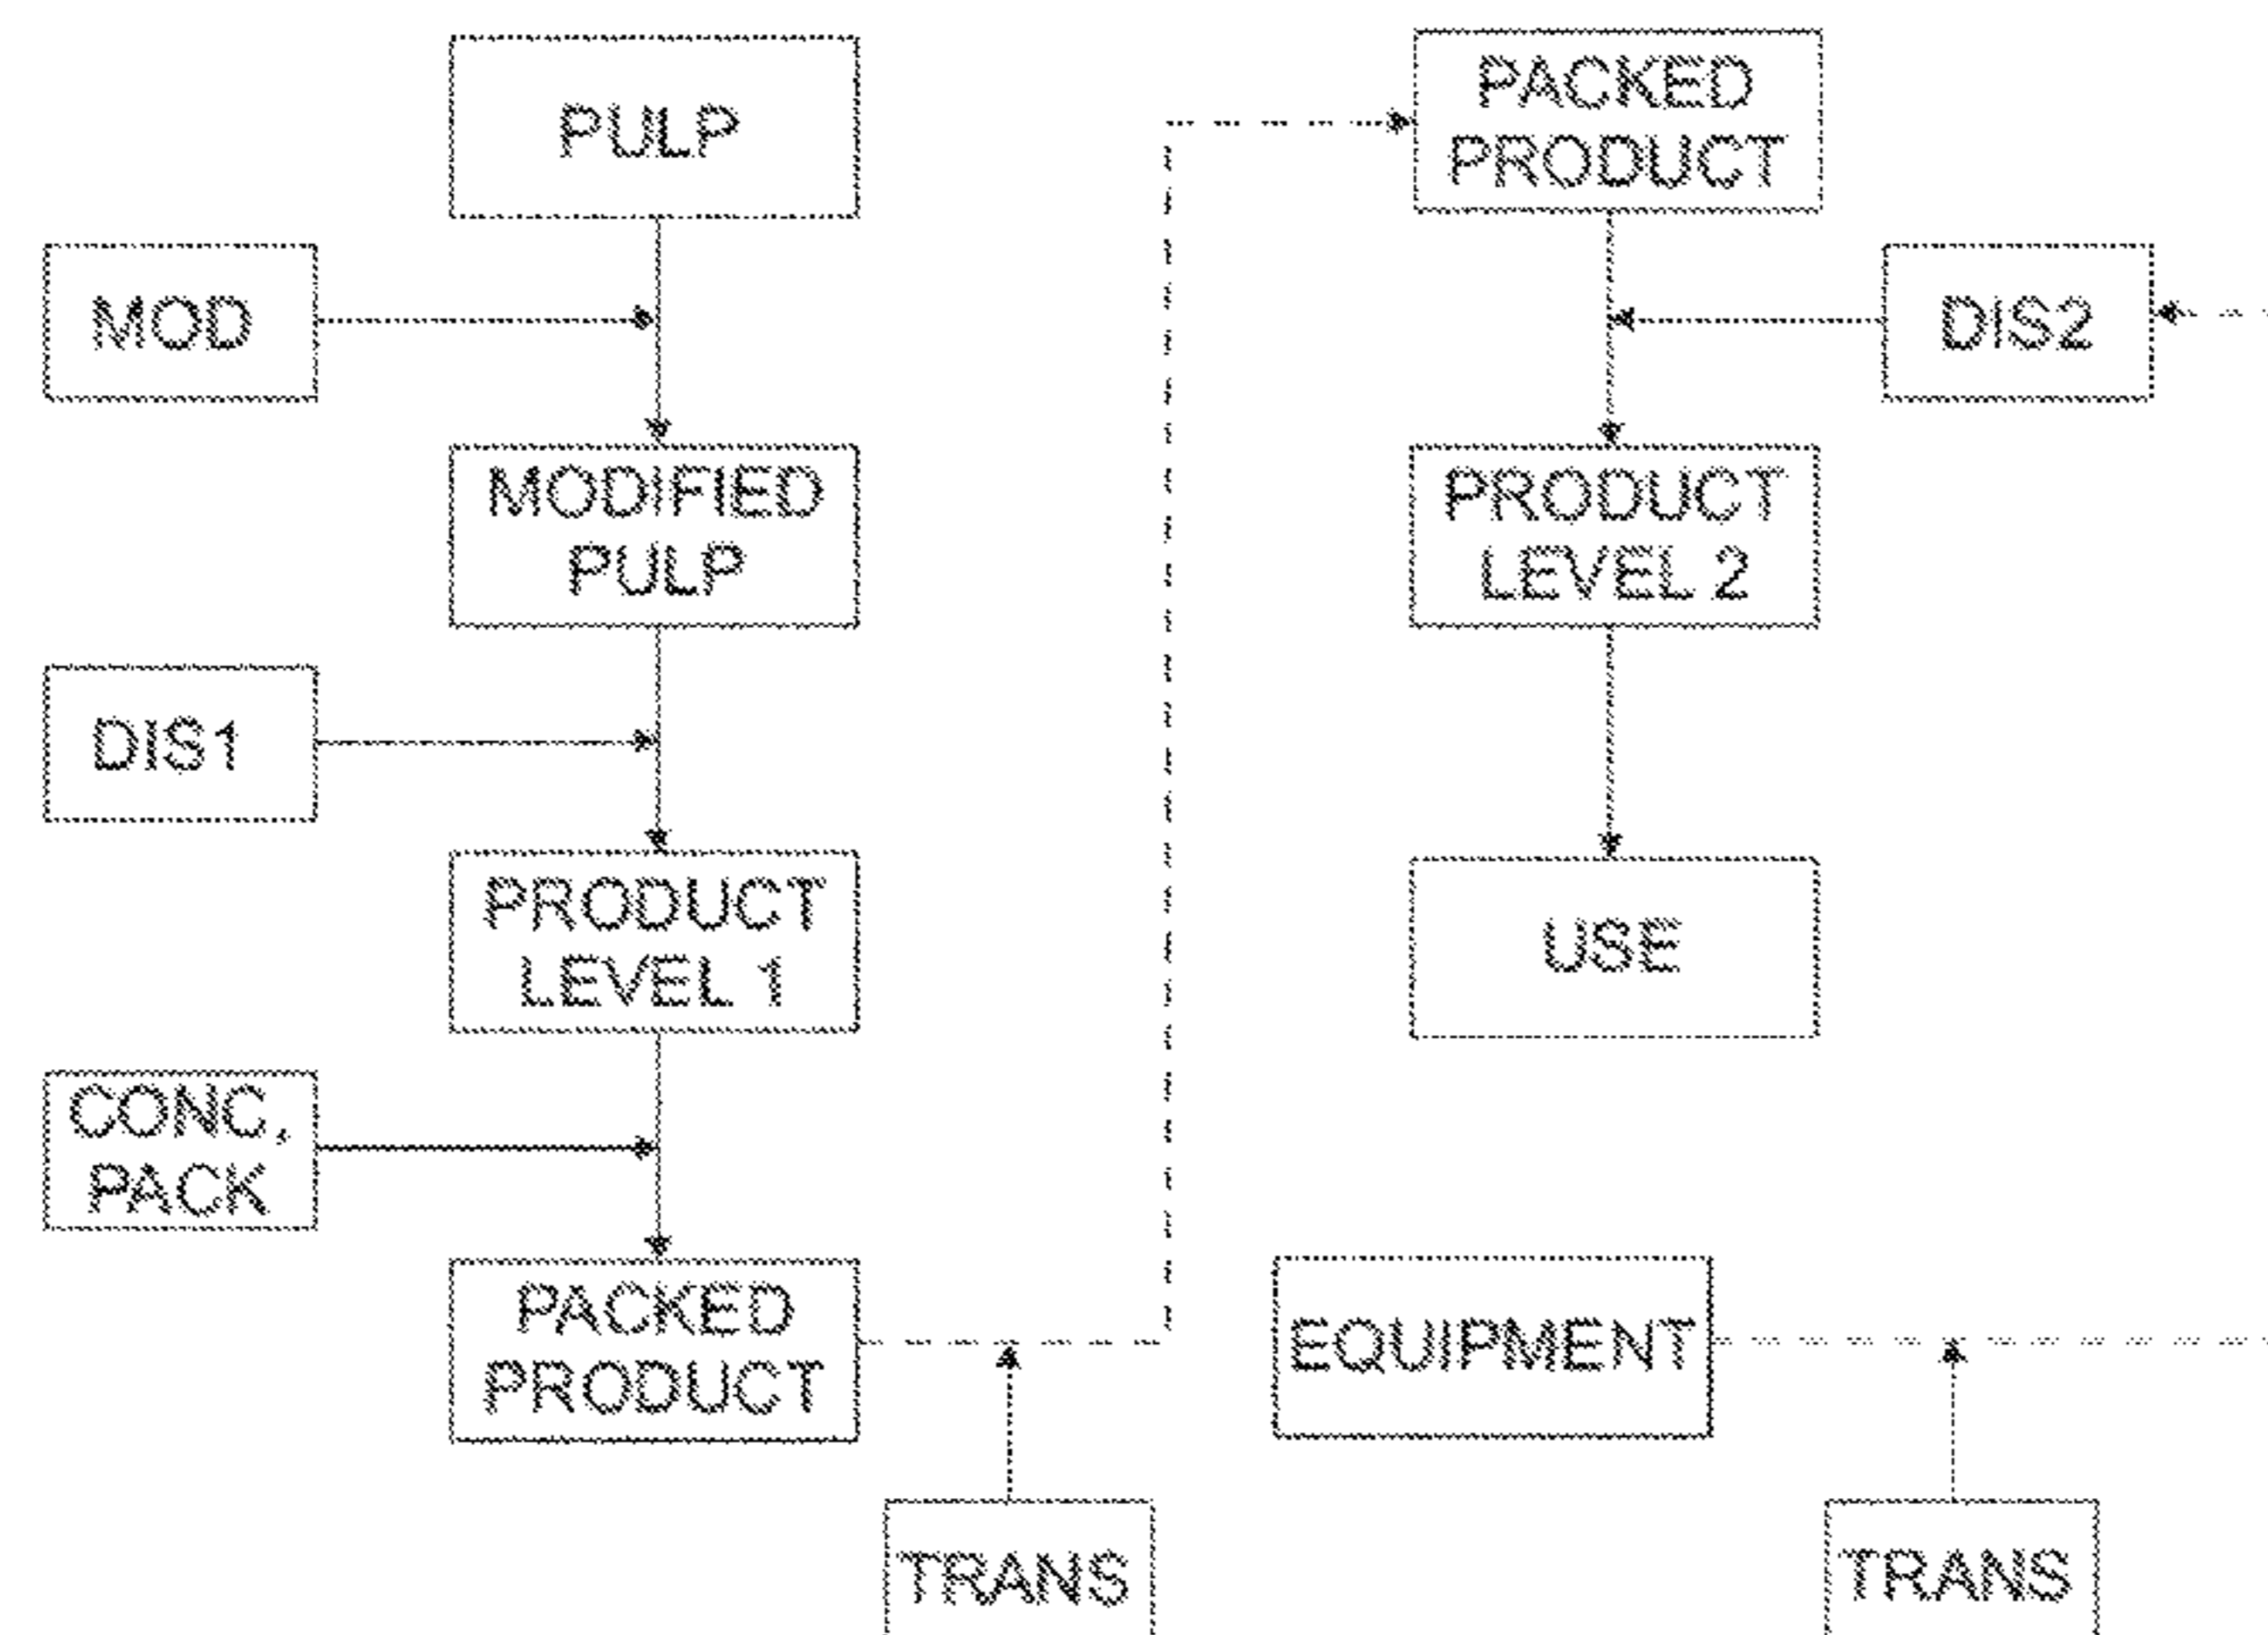 PULP
MOD
MODIFIED
PULP
DIS1
PRODUCT
LEVEL 1
CONC,
PACK
PACKED
PRODUCT
TRANS
PACKED
PRODUCT
DIS2
PRODUCT
LEVEL 2
USE
EQUIPMENT
TRANS